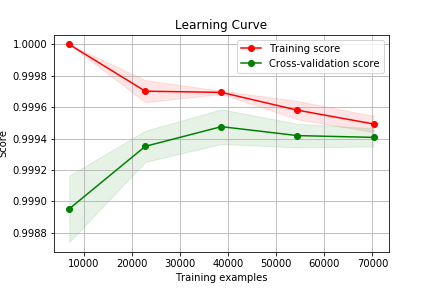 Learning Curve
Training score
Cross-validation score
1.0000
0.9998
0.9996
0.9994
0.9992
0.9990
0.9988
Score
10000 20000 30000 40000 50000 60000 70000
Training examples